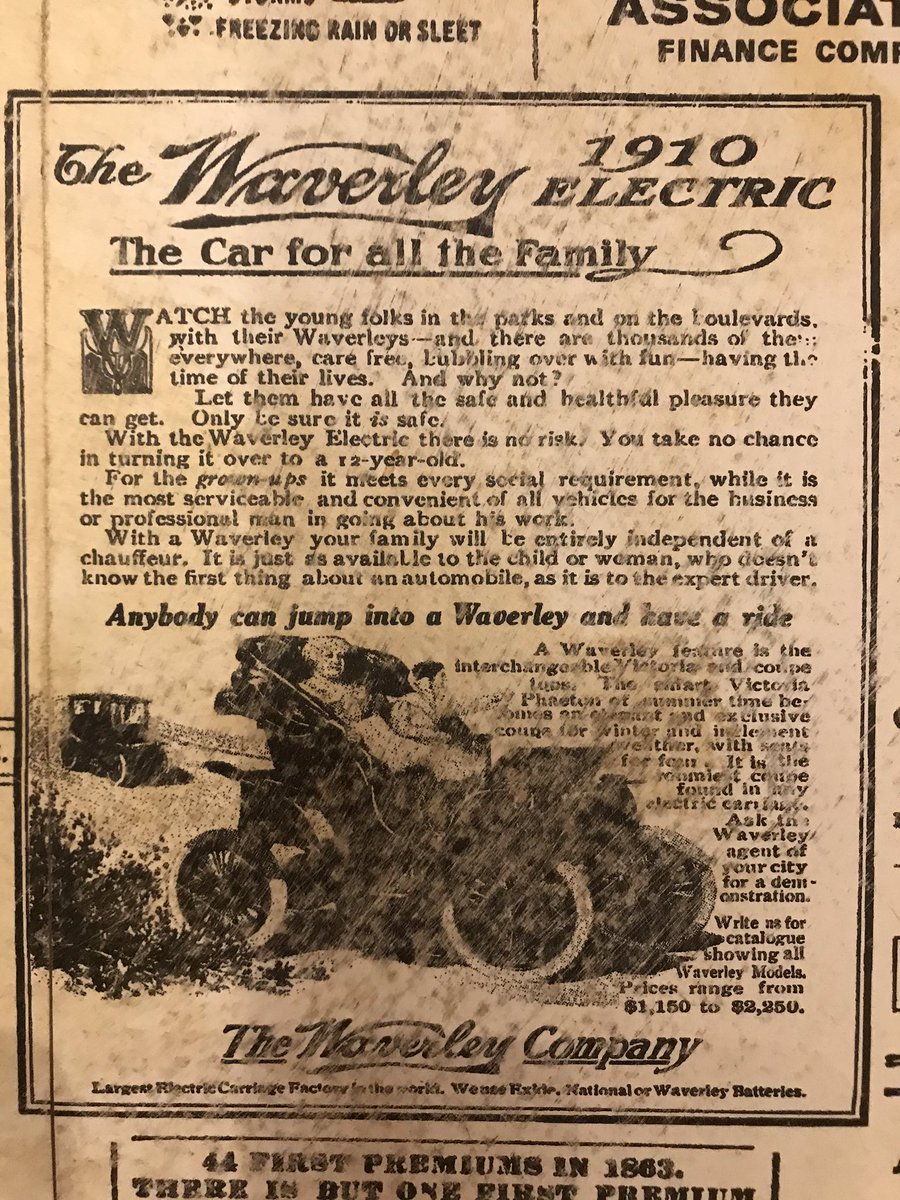 STORMS
FREEZING RAIN OR SLEET
ASSOCIAT
FINANCE COMP
The Waverley 1910
ELECTRIC
The Car for all the Family
WATCH the young folks in the parks and on the boulevards,
with their Waverleys—and there are thousands of them
everywhere, care free, bubbling over with fun—having the
time of their lives. And why not?
Let them have all the safe and healthful pleasure they
can get. Only be sure it is safe.
With the Waverley Electric there is no risk. You take no chance
in turning it over to a 12-year-old.
For the grown-ups it meets every social requirement, while it is
the most serviceable and convenient of all vehicles for the business
or professional man in going about his work.
With a Waverley your family will be entirely independent of a
chauffeur. It is just as available to the child or woman, who doesn't
know the first thing about an automobile, as it is to the expert driver.
Anybody can jump into a Waverley and have a ride
A Waverley feature is the
interchangeable Victoria and coupe
tops. The smart Victoria
Phaeton of summer time be-
comes an elegant and exclusive
coupe for winter and inclement
weather, with seats
for four. It is the
roomiest coupe
found in any
electric carriage.
Ask the
Waverley
agent of
your city
for a dem-
onstration.
Write us for
catalogue
showing all
Waverley Models.
Prices range from
$1,150 to $2,250.
The Waverley Company
Largest Electric Carriage Factory in the world. We use Exide, National or Waverley Batteries.
44 FIRST PREMIUMS IN 1863.
THERE IS BUT ONE FIRST PREMIUM